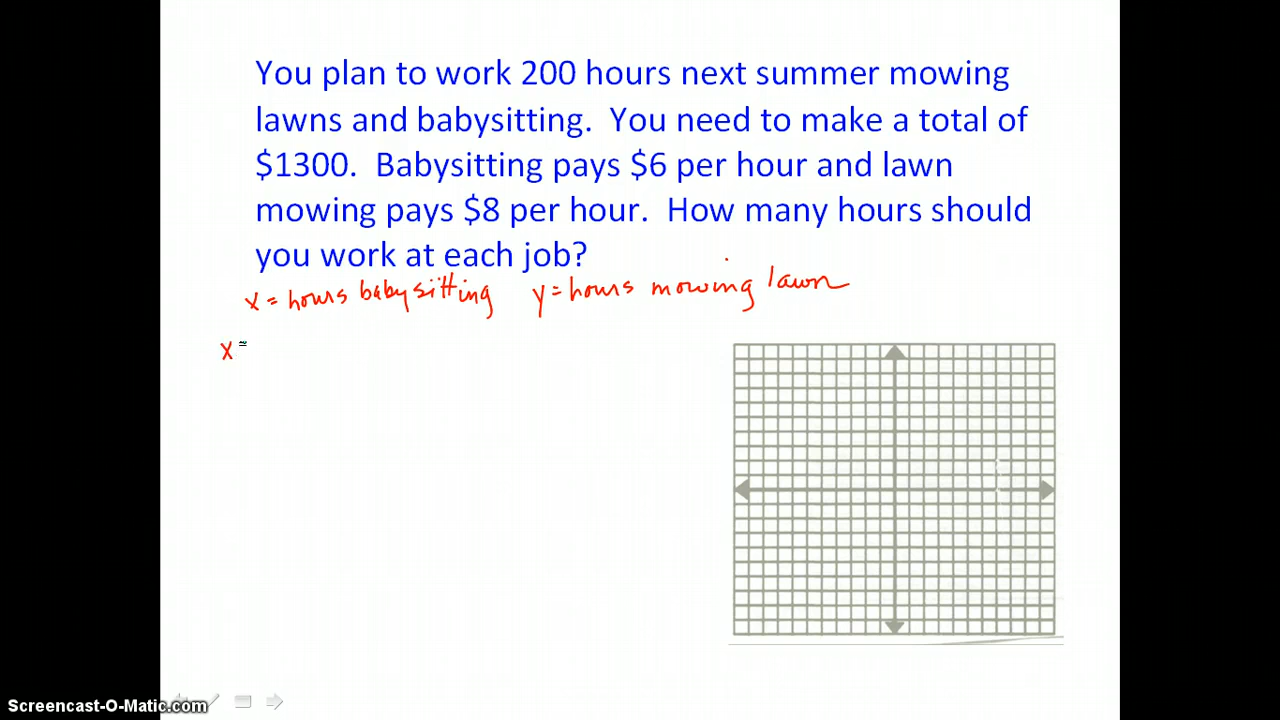 You plan to work 200 hours next summer mowing
lawns and babysitting. You need to make a total of
$1300. Babysitting pays $6 per hour and lawn
mowing pays $8 per hour. How many hours should
you work at each job?
x = hours babysitting y = hours mowing lawn
x =
Screencast-O-Matic.com